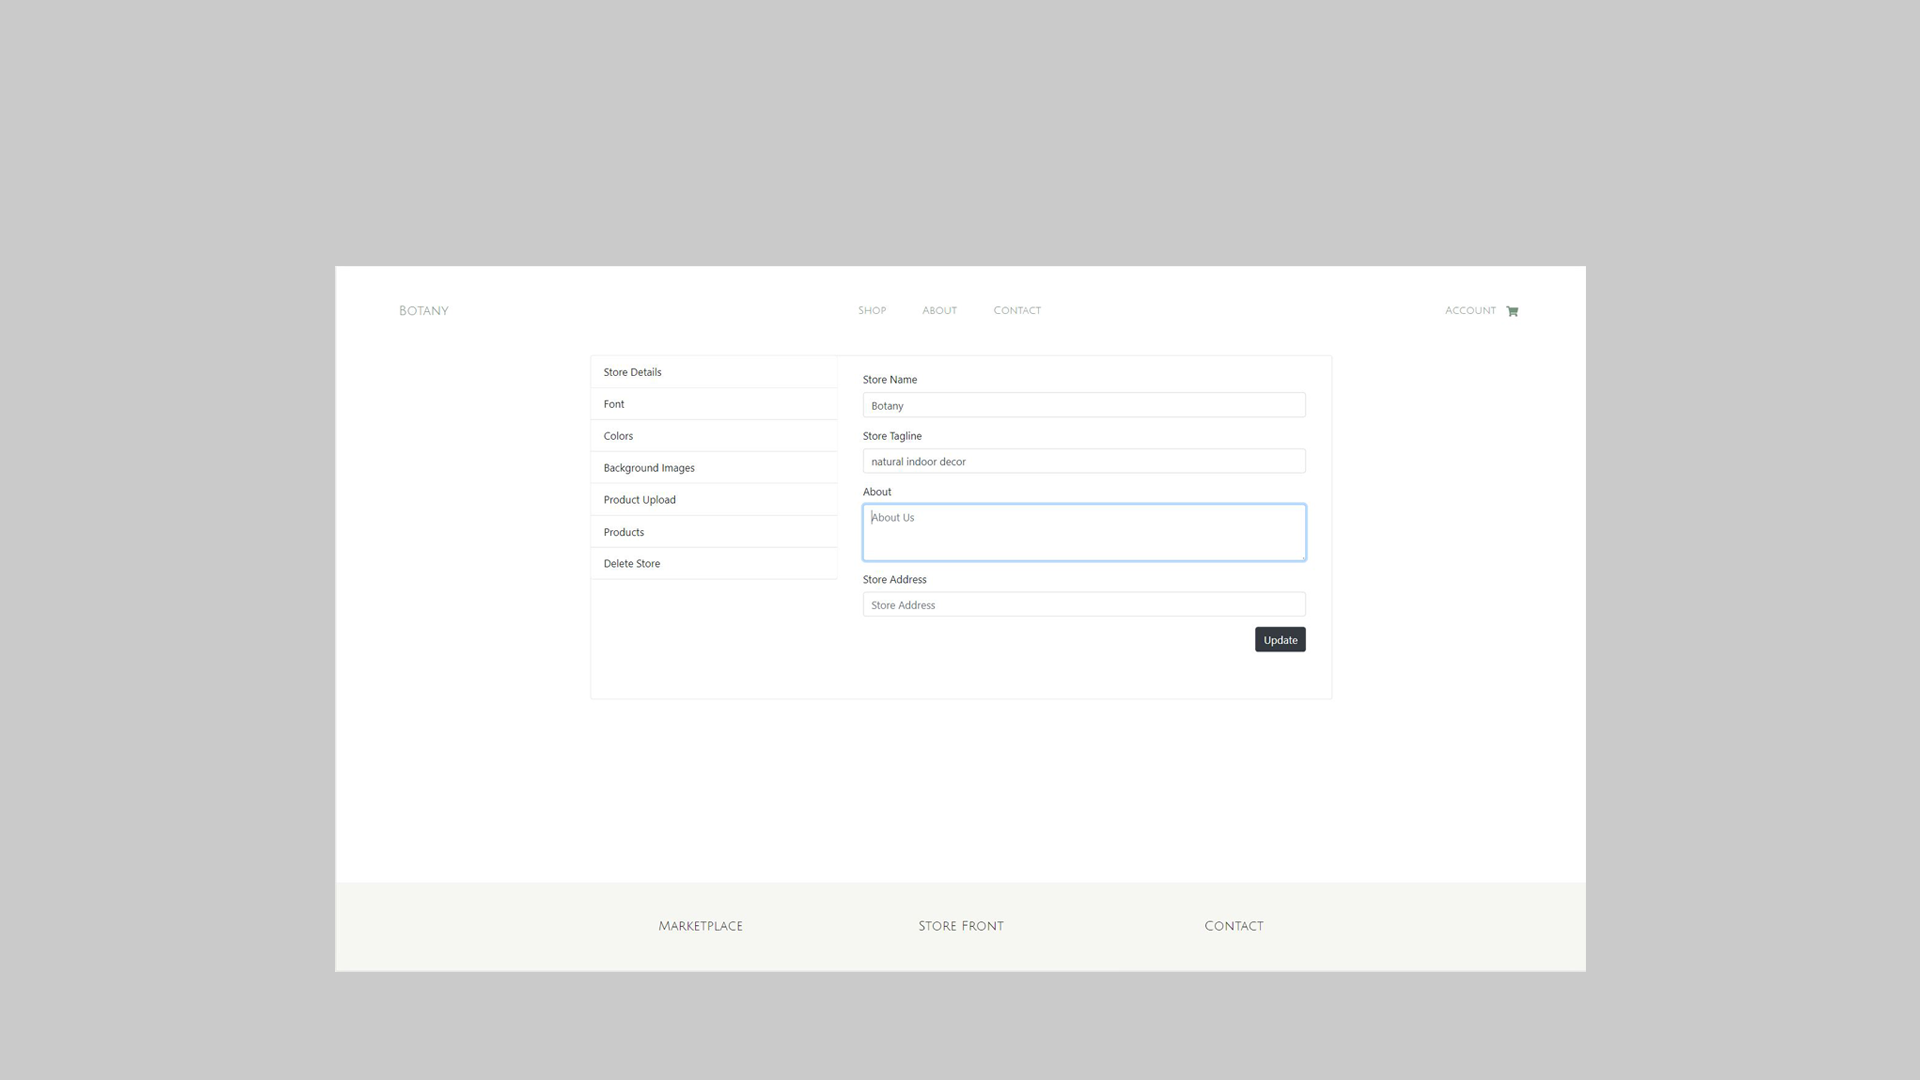 Botany
Shop About Contact
Account
Store Details
Font
Colors
Background Images
Product Upload
Products
Delete Store
Store Name
Botany
Store Tagline
natural indoor decor
About
About Us
Store Address
Store Address
Update
Marketplace Store Front Contact